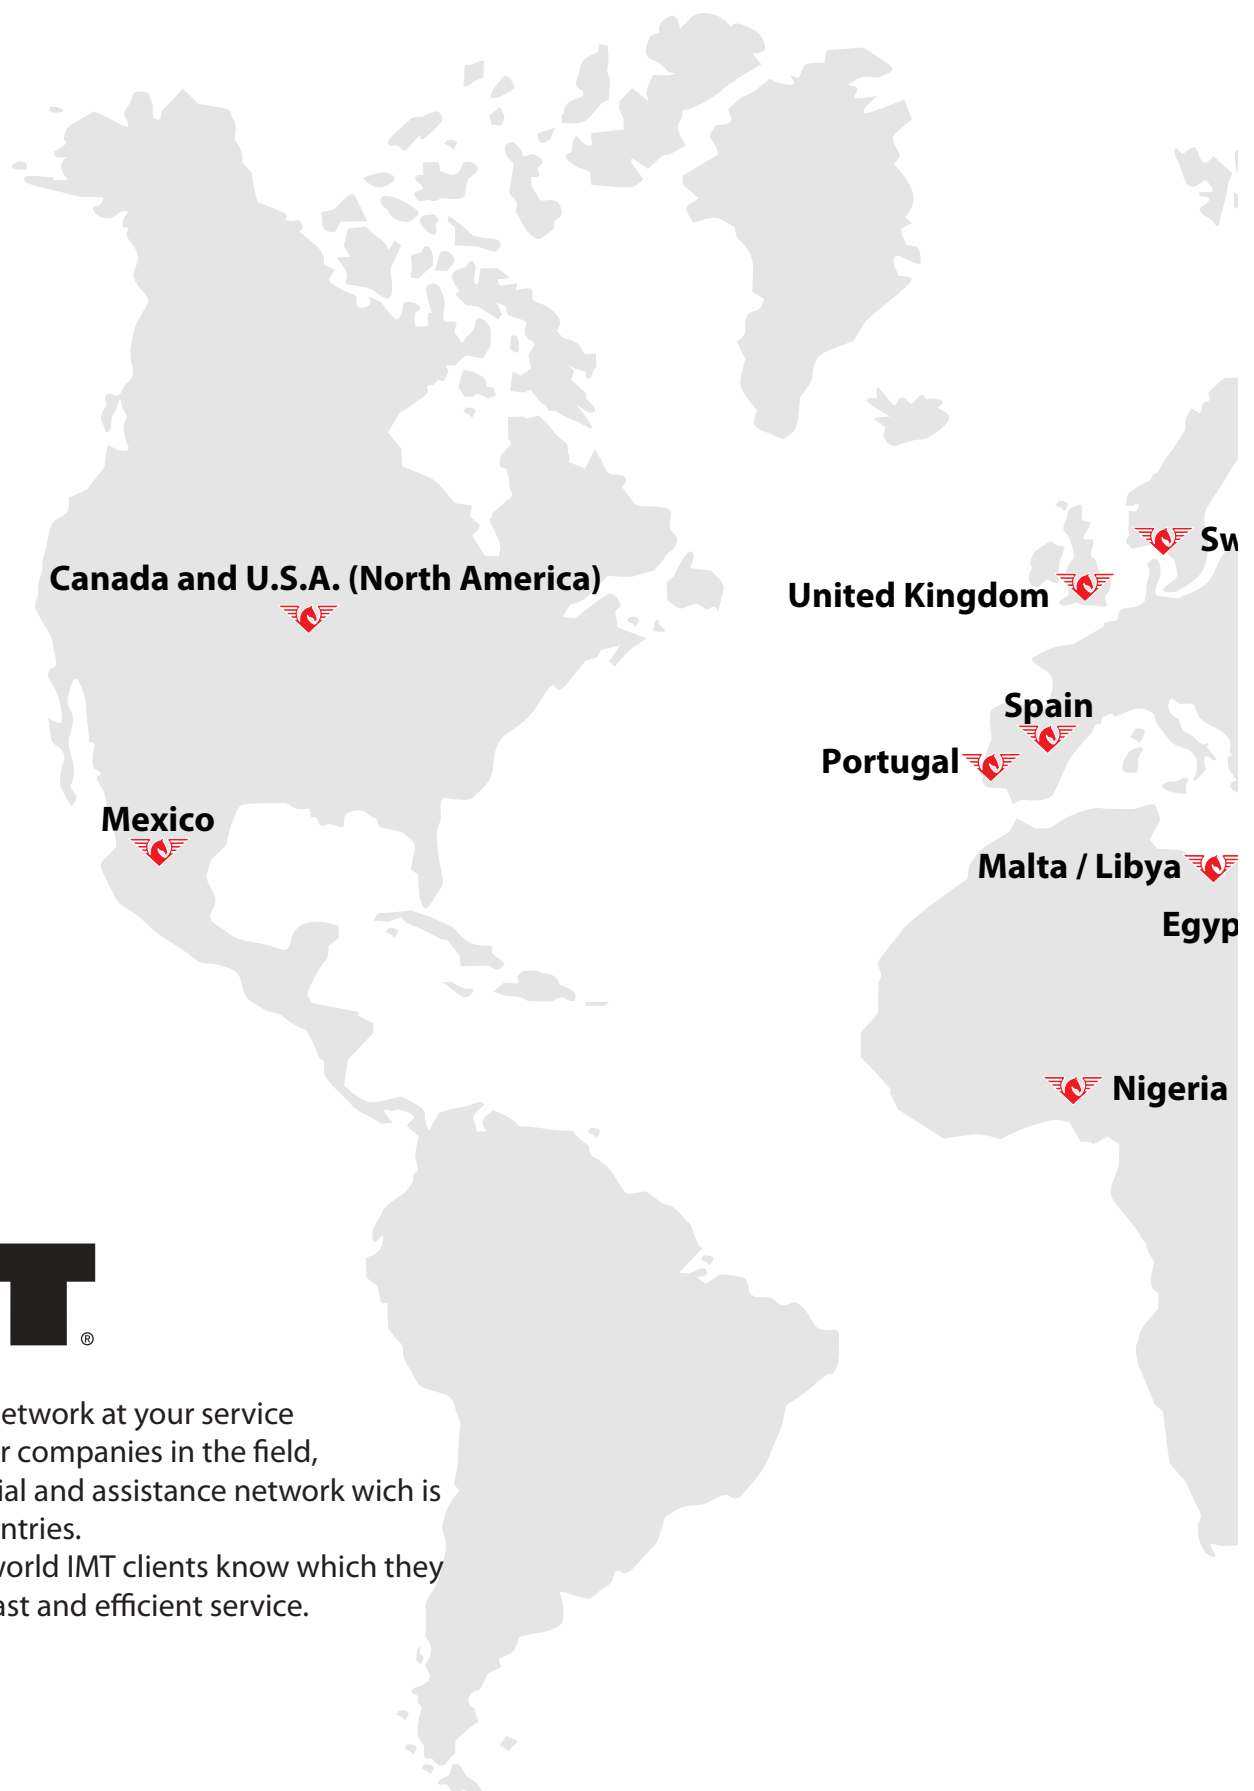 Sw
Canada and U.S.A. (North America)
United Kingdom
Spain
Portugal
Mexico
Malta / Libya
Egyp
Nigeria
T®
etwork at your service
r companies in the field,
ial and assistance network wich is
ntries.
world IMT clients know which they
ast and efficient service.